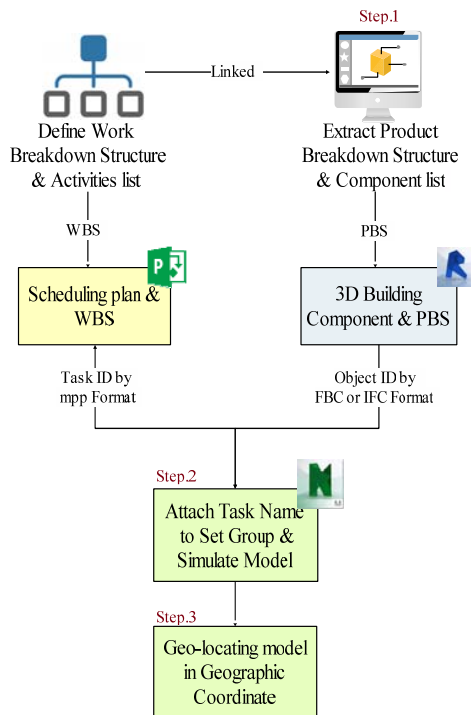 Step.1
Linked
Define Work
Breakdown Structure
& Activities list
Extract Product
Breakdown Structure
& Component list
WBS
PBS
Scheduling plan &
WBS
3D Building
Component & PBS
Task ID by
mpp Format
Object ID by
FBC or IFC Format
Step.2
Attach Task Name
to Set Group &
Simulate Model
Step.3
Geo-locating model
in Geographic
Coordinate